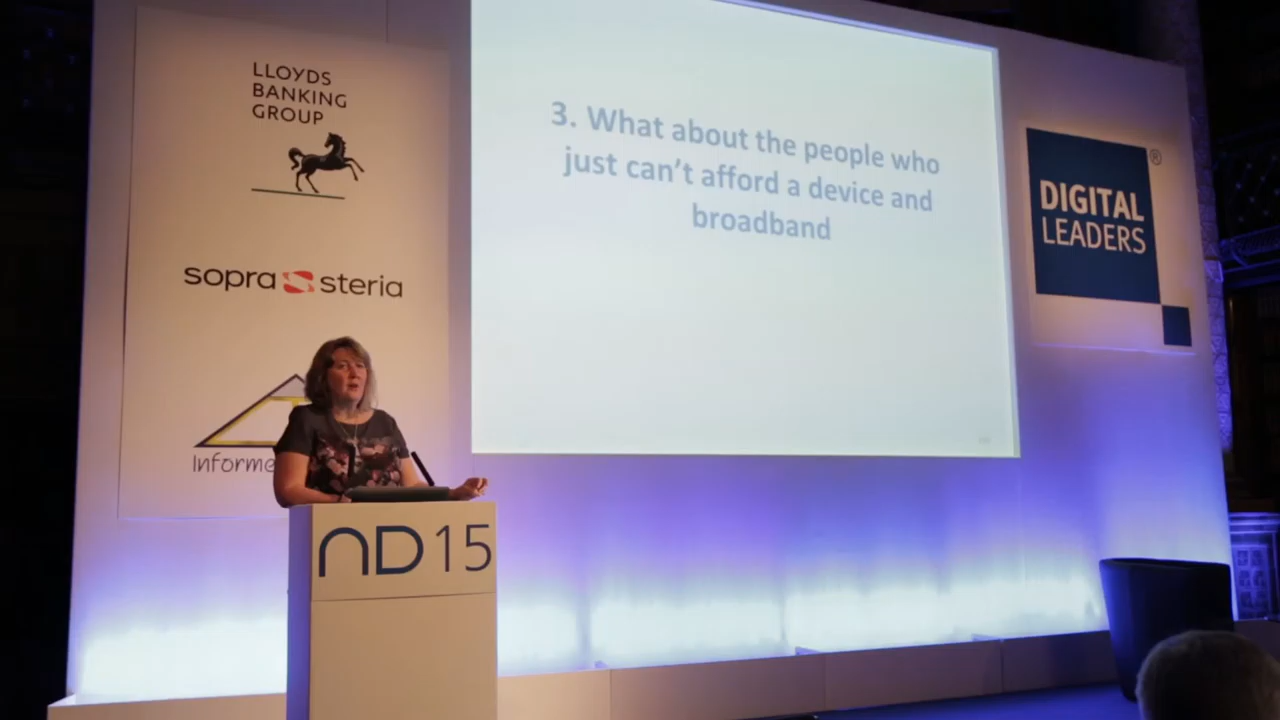 LLOYDS
BANKING
GROUP
sopra steria
Informe
3. What about the people who
just can't afford a device and
broadband
DIGITAL
LEADERS
®
ND15